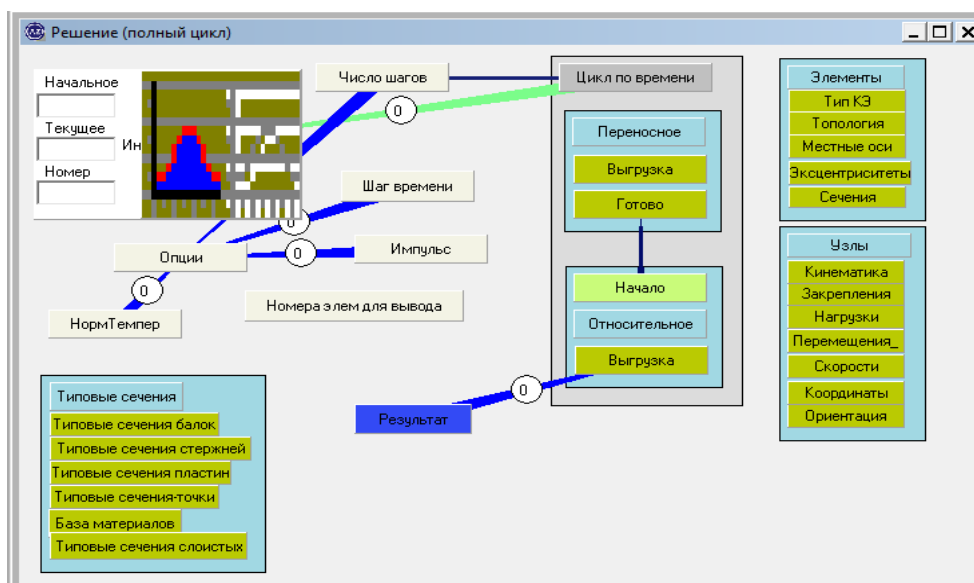 Решение (полный цикл)
Начальное
Текущее
Ин
Номер
Число шагов
0
Шаг времени
0
Опции
0
Импульс
0
НормТемпер
Номера элем для вывода
Цикл по времени
Переносное
Выгрузка
Готово
Начало
Относительное
Выгрузка
0
Результат
Элементы
Тип КЭ
Топология
Местные оси
Эксцентриситеты
Сечения
Узлы
Кинематика
Закрепления
Нагрузки
Перемещения_
Скорости
Координаты
Ориентация
Типовые сечения
Типовые сечения балок
Типовые сечения стержней
Типовые сечения пластин
Типовые сечения-точки
База материалов
Типовые сечения слоистых